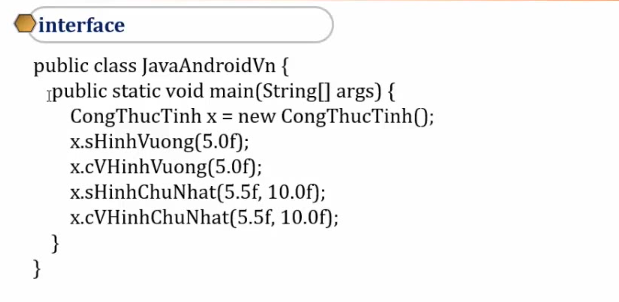 interface
public class JavaAndroidVn {
public static void main(String[] args) {
CongThucTinh x = new CongThucTinh();
x.sHinhVuong(5.0f);
x.cVHinhVuong(5.0f);
x.sHinhChuNhat(5.5f, 10.0f);
x.cVHinhChuNhat(5.5f, 10.0f);
}
}